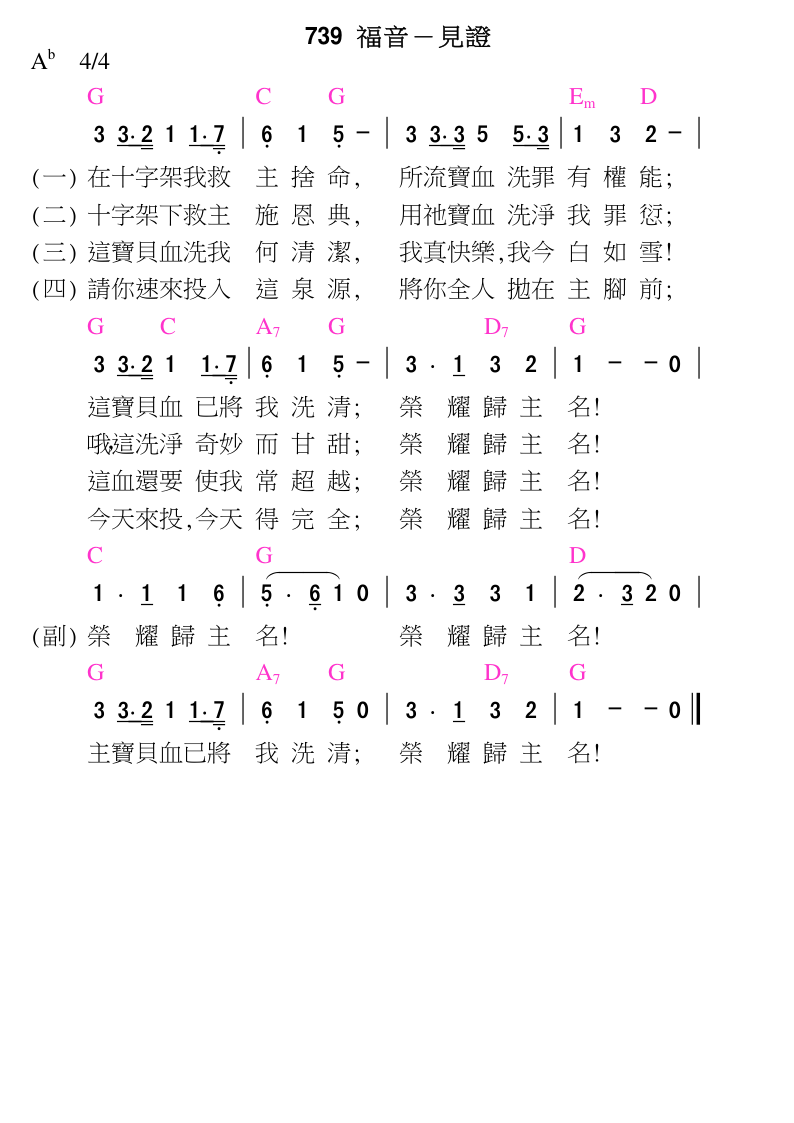 739 福音－見證
A♭ 4/4
G C G Em D
3 3·2 1 1·7 | 6 1 5 － | 3 3·3 5 5·3 | 1 3 2 － |
(一) 在十字架我救 主 捨 命, 所流寶血 洗罪 有 權 能;
(二) 十字架下救主 施 恩 典, 用祂寶血 洗淨 我 罪 愆;
(三) 這寶貝血洗我 何 清 潔, 我真快樂,我今 白 如 雪!
(四) 請你速來投入 這 泉 源, 將你全人 拋在 主 腳 前;
G C A7 G D7 G
3 3·2 1 1·7 | 6 1 5 － | 3 · 1 3 2 | 1 － － 0 |
這寶貝血 已將 我 洗 清; 榮 耀 歸 主 名!
哦,這洗淨 奇妙 而 甘 甜; 榮 耀 歸 主 名!
這血還要 使我 常 超 越; 榮 耀 歸 主 名!
今天來投,今天 得 完 全; 榮 耀 歸 主 名!
C G D
1 · 1 1 6 | 5 · 6 1 0 | 3 · 3 3 1 | 2 · 3 2 0 |
(副) 榮 耀 歸 主 名! 榮 耀 歸 主 名!
G A7 G D7 G
3 3·2 1 1·7 | 6 1 5 0 | 3 · 1 3 2 | 1 － － 0 ‖
主寶貝血已將 我 洗 清; 榮 耀 歸 主 名!